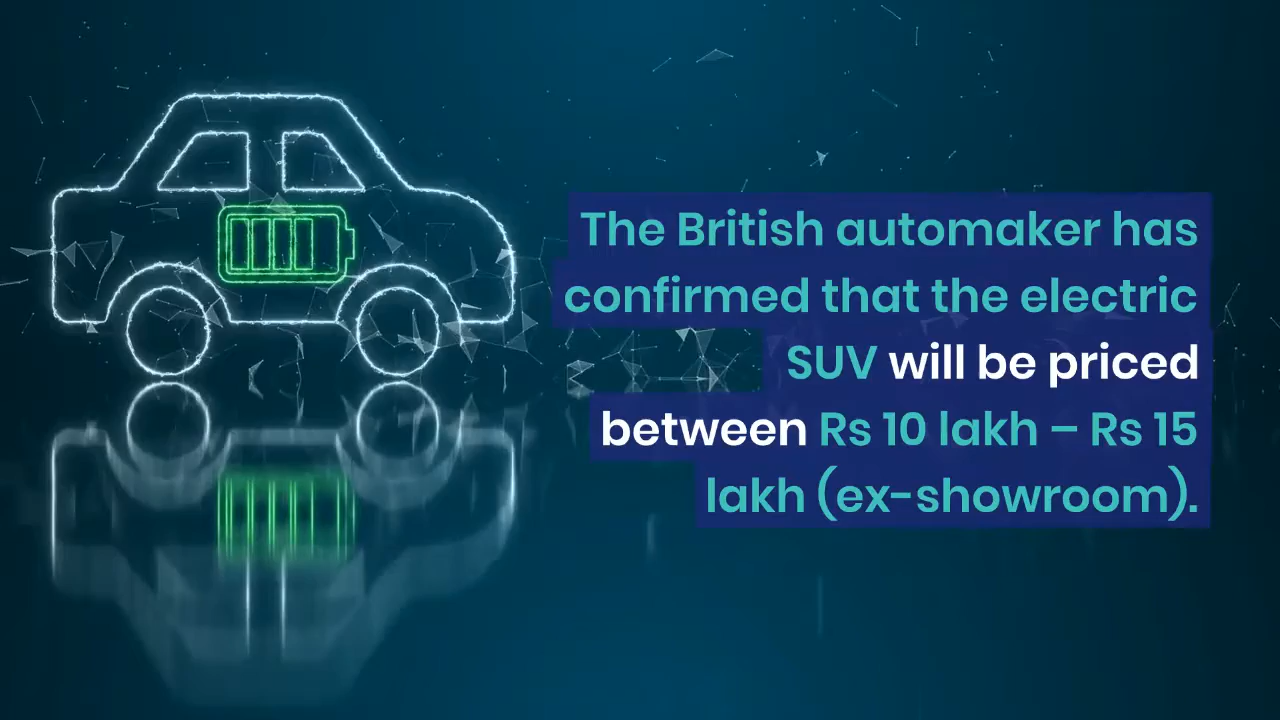 The British automaker has
confirmed that the electric
SUV will be priced
between Rs 10 lakh – Rs 15
lakh (ex-showroom).